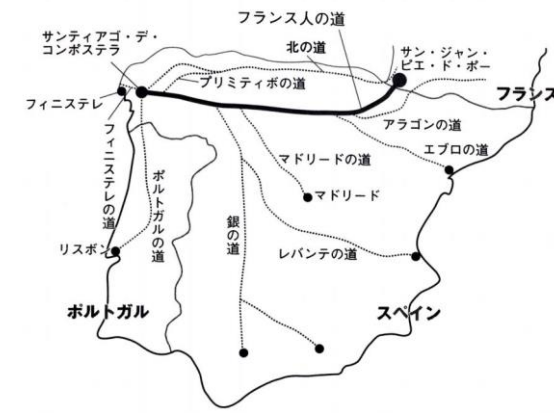 フランス人の道
サンティアゴ・デ・
コンポステラ
北の道
サン・ジャン・
ピエ・ド・ポー
プリミティボの道
フランス
フィニステレ
アラゴンの道
エブロの道
マドリードの道
フィニステレの道
ポルトガルの道
マドリード
銀の道
リスボン
レバンテの道
ポルトガル
スペイン